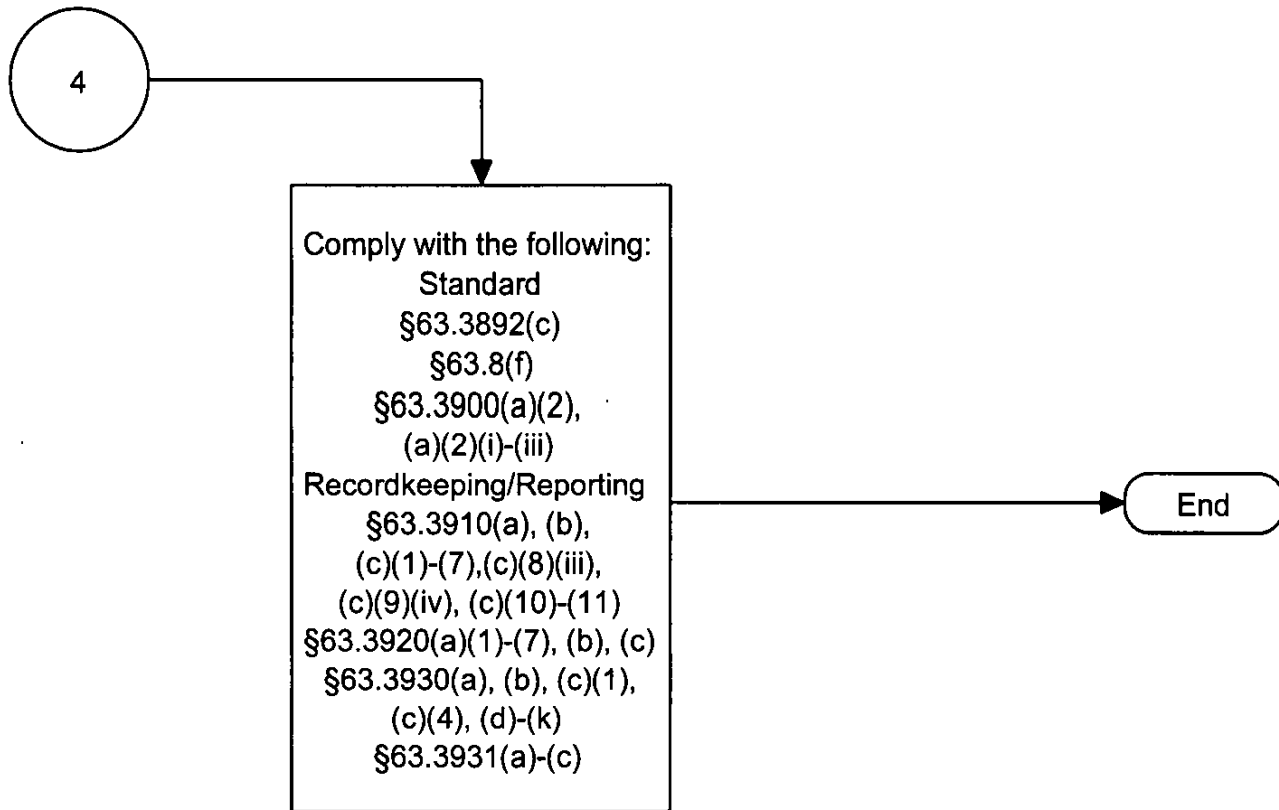 4
Comply with the following:
Standard
§63.3892(c)
§63.8(f)
§63.3900(a)(2),
(a)(2)(i)-(iii)
Recordkeeping/Reporting
§63.3910(a), (b),
(c)(1)-(7),(c)(8)(iii),
(c)(9)(iv), (c)(10)-(11)
§63.3920(a)(1)-(7), (b), (c)
§63.3930(a), (b), (c)(1),
(c)(4), (d)-(k)
§63.3931(a)-(c)
End